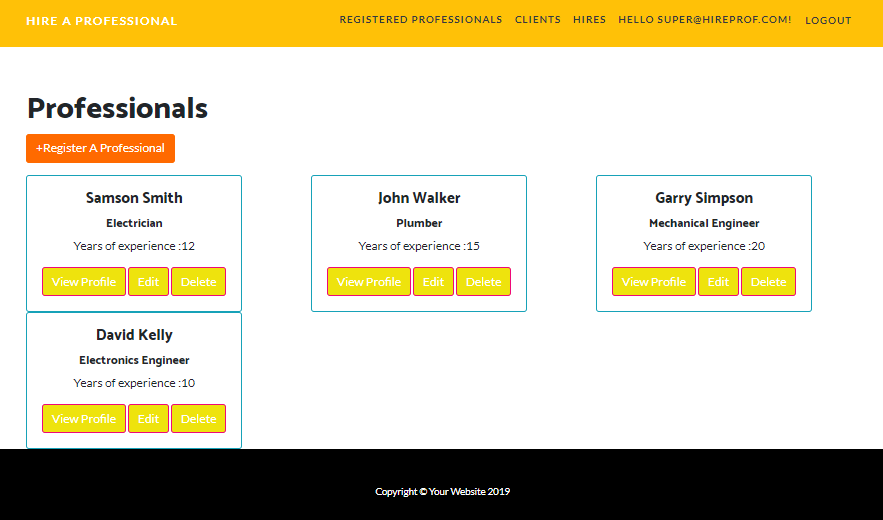 HIRE A PROFESSIONAL
REGISTERED PROFESSIONALS CLIENTS HIRES HELLO SUPER@HIREPROF.COM! LOGOUT
Professionals
+Register A Professional
Samson Smith
Electrician
Years of experience :12
View Profile Edit Delete
John Walker
Plumber
Years of experience :15
View Profile Edit Delete
Garry Simpson
Mechanical Engineer
Years of experience :20
View Profile Edit Delete
David Kelly
Electronics Engineer
Years of experience :10
View Profile Edit Delete
Copyright © Your Website 2019